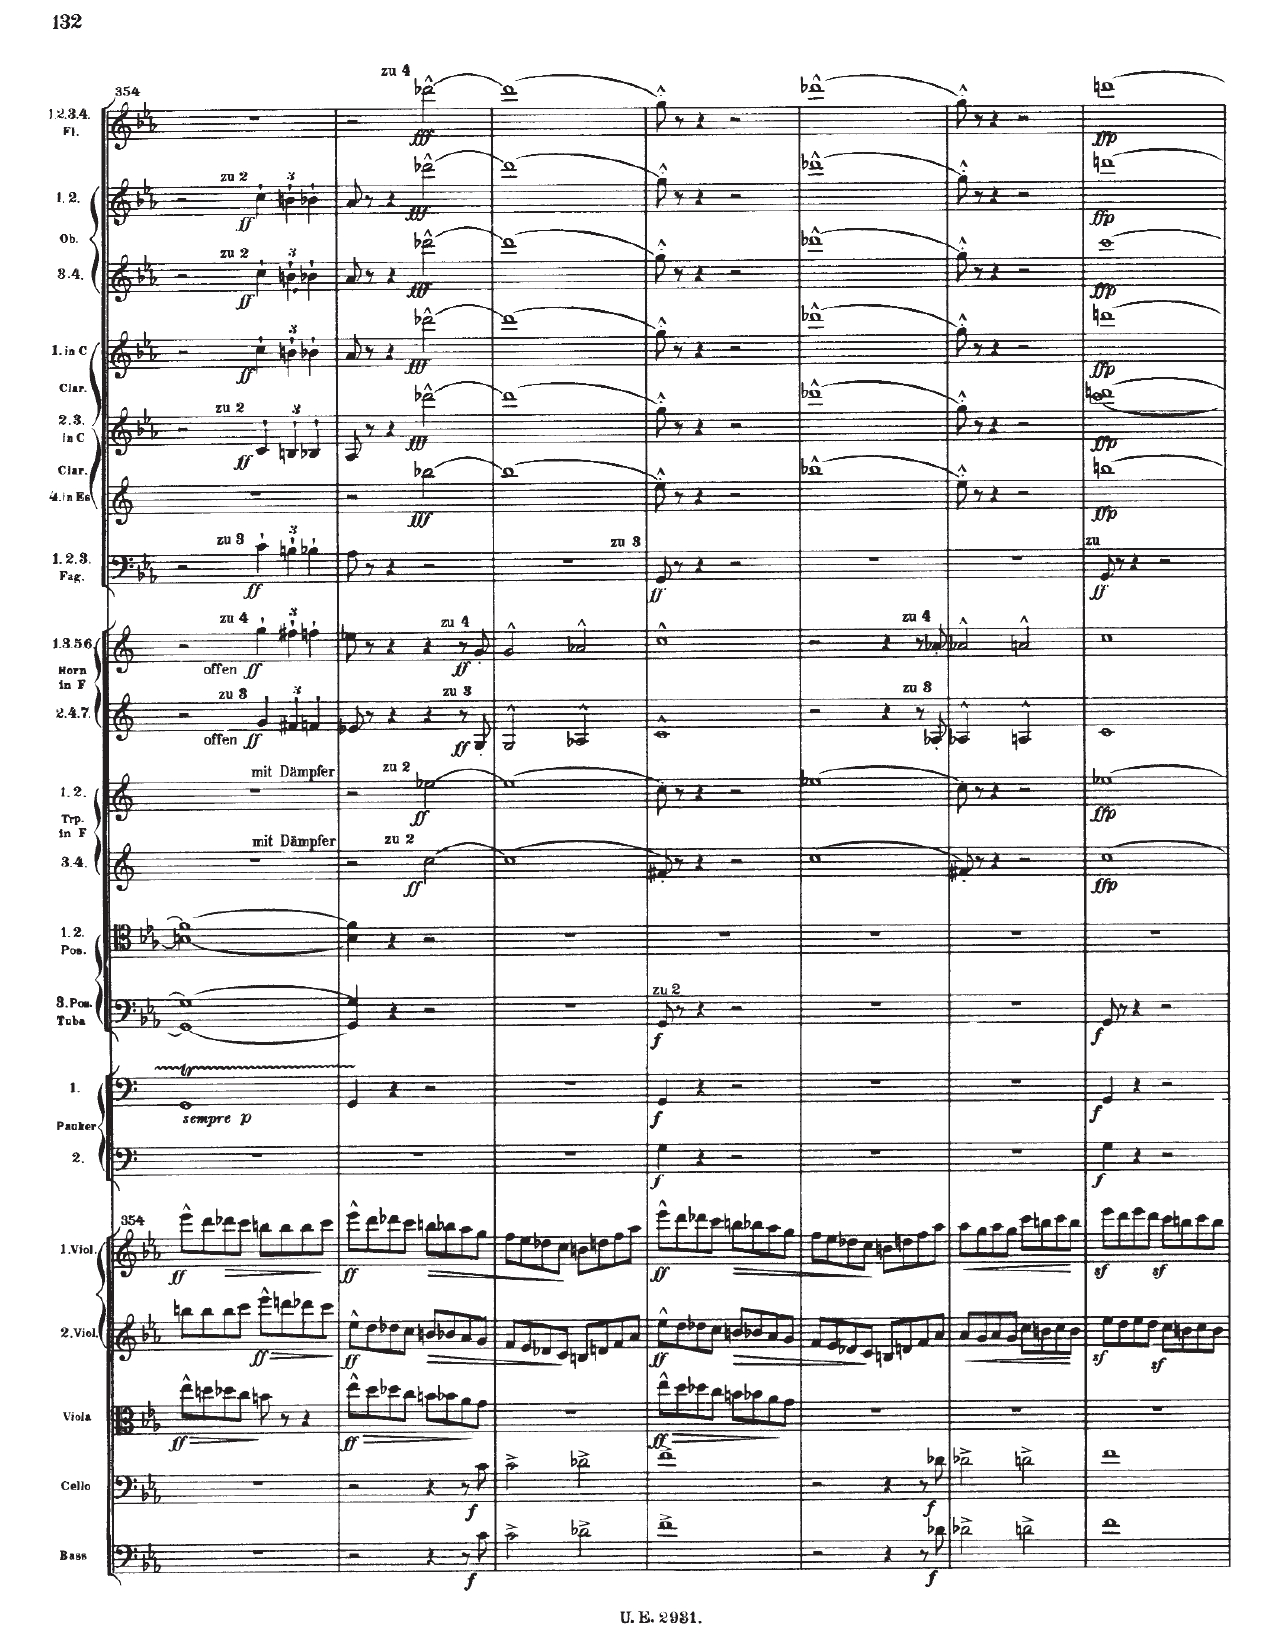 132
zu 4
354
1.2.3.4.
Fl.
fff
ffp
zu 2
3
1. 2.
ff
fff
ffp
Ob.
zu 2
3
3. 4.
ff
fff
ffp
3
1. in C
ff
fff
ffp
Clar.
zu 2
3
2. 3.
in C
ff
fff
ffp
Clar.
4. in Es
fff
ffp
zu 3
3
zu 3
zu
1. 2. 3.
Fag.
ff
ff
ff
zu 4
3
zu 4
zu 4
1.3.5.6.
Horn
in F
offen ff
ff
zu 3
3
zu 3
zu 3
2.4.7.
offen ff
ff
mit Dämpfer
zu 2
1. 2.
Trp.
in F
ff
ffp
mit Dämpfer
zu 2
3. 4.
ff
ffp
1. 2.
Pos.
zu 2
3. Pos.
Tuba
f
f
tr
1.
sempre p
f
f
Pauken
2.
f
f
354
1. Viol.
ff
ff
ff
sf
sf
2. Viol.
ff
ff
ff
sf
sf
Viola
ff
ff
ff
Cello
f
f
Bass
f
f
U. E. 2931.